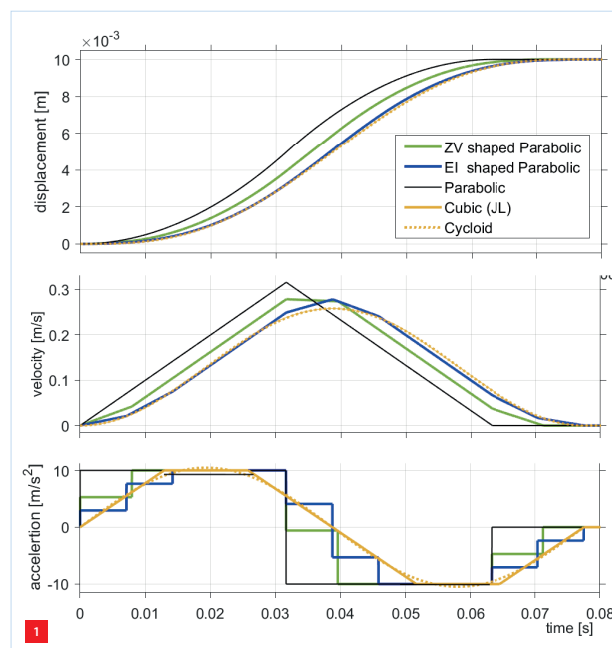 ×10⁻³
10
8
6
4
2
0
displacement [m]
ZV shaped Parabolic
EI shaped Parabolic
Parabolic
Cubic (JL)
Cycloid
0.3
0.2
0.1
0
velocity [m/s]
10
0
-10
accelertion [m/s²]
0 0.01 0.02 0.03 0.04 0.05 0.06 0.07 0.08
time [s]
1